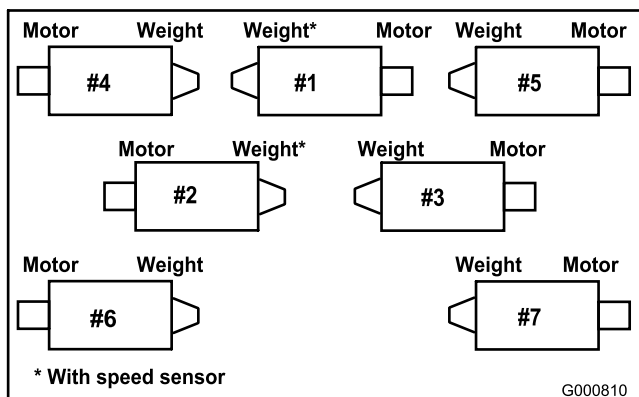 Motor Weight Weight* Motor Weight Motor
#4 #1 #5
Motor Weight* Weight Motor
#2 #3
Motor Weight Weight Motor
#6 #7
* With speed sensor
G000810